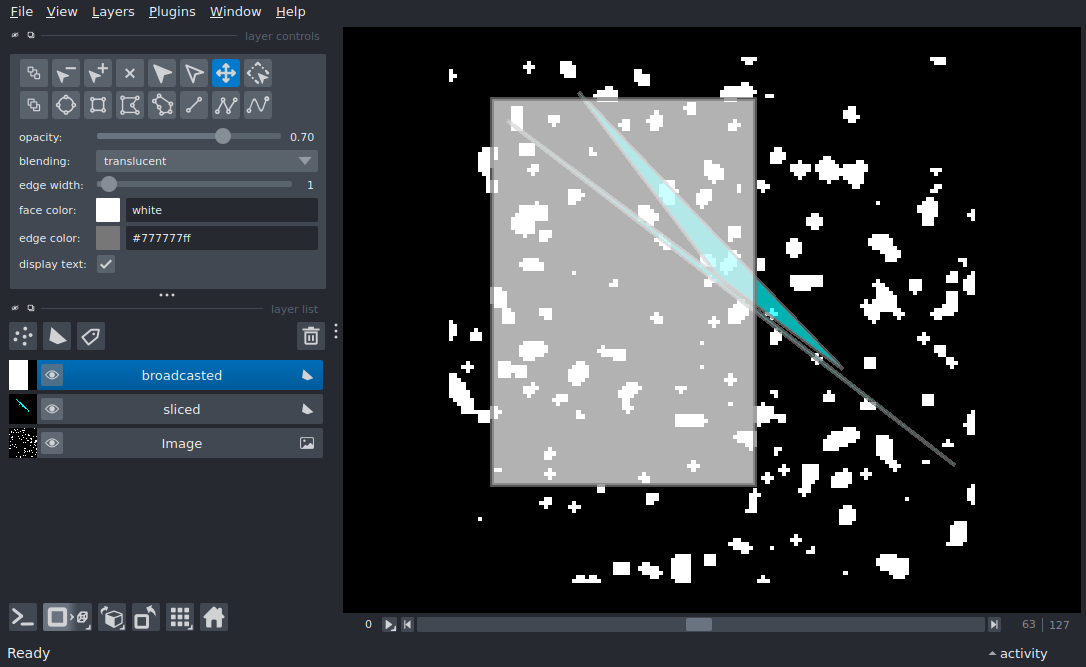 File View Layers Plugins Window Help
layer controls
opacity: 0.70
blending: translucent
edge width: 1
face color: white
edge color: #777777ff
display text:
layer list
broadcasted
sliced
Image
0 63 127
Ready activity